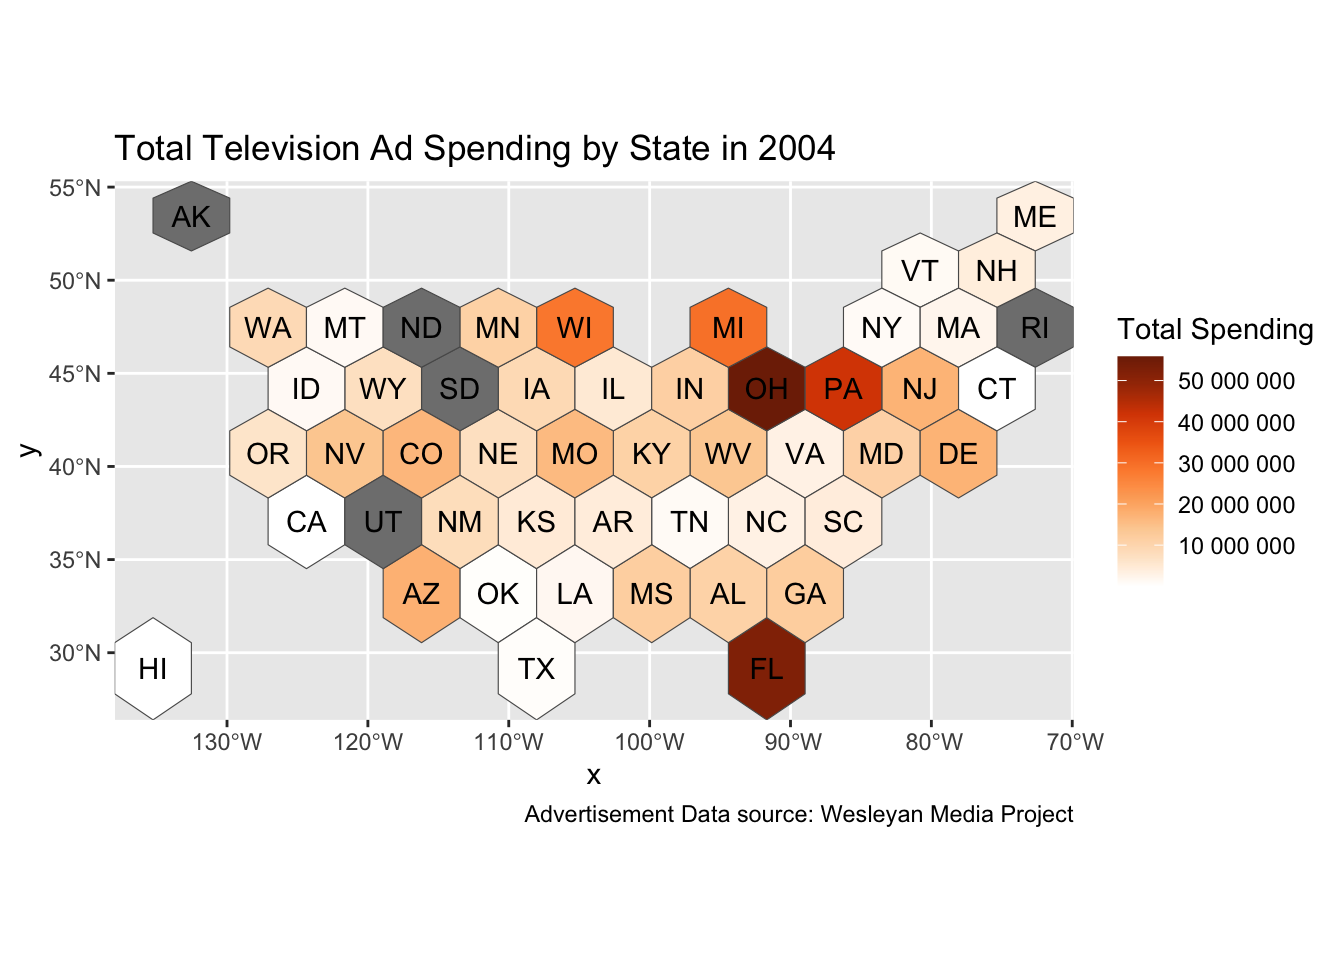 Total Television Ad Spending by State in 2004
55°N
50°N
45°N
40°N
35°N
30°N
y
AK ME
VT NH
WA MT ND MN WI MI NY MA RI
ID WY SD IA IL IN OH PA NJ CT
OR NV CO NE MO KY WV VA MD DE
CA UT NM KS AR TN NC SC
AZ OK LA MS AL GA
HI TX FL
130°W 120°W 110°W 100°W 90°W 80°W 70°W
x
Total Spending
50 000 000
40 000 000
30 000 000
20 000 000
10 000 000
Advertisement Data source: Wesleyan Media Project